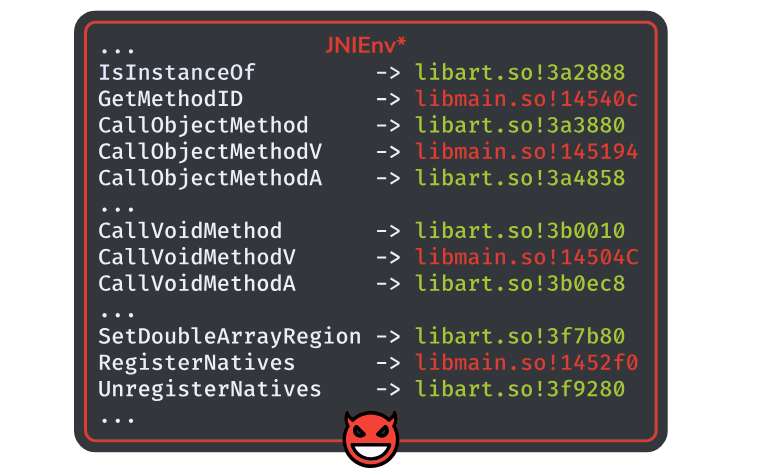 JNIEnv*
...
IsInstanceOf -> libart.so!3a2888
GetMethodID -> libmain.so!14540c
CallObjectMethod -> libart.so!3a3880
CallObjectMethodV -> libmain.so!145194
CallObjectMethodA -> libart.so!3a4858
...
CallVoidMethod -> libart.so!3b0010
CallVoidMethodV -> libmain.so!14504C
CallVoidMethodA -> libart.so!3b0ec8
...
SetDoubleArrayRegion -> libart.so!3f7b80
RegisterNatives -> libmain.so!1452f0
UnregisterNatives -> libart.so!3f9280
...